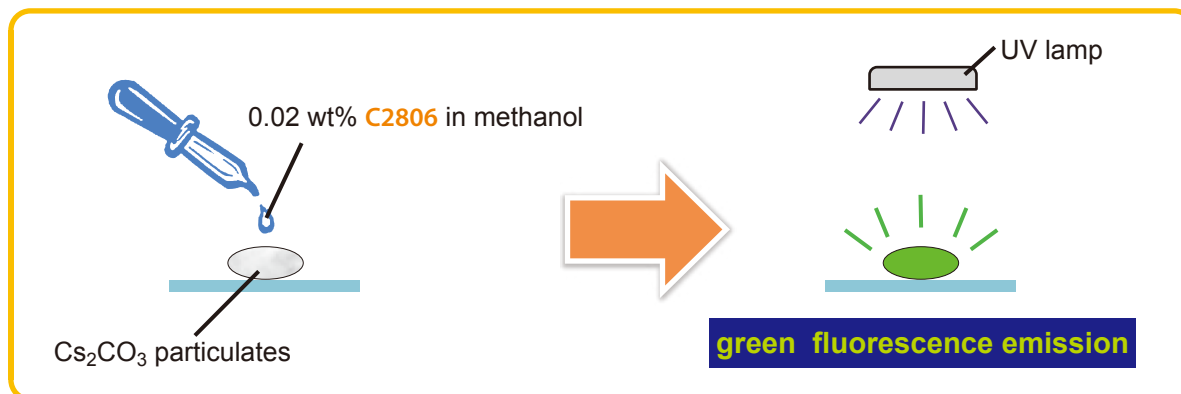 UV lamp
0.02 wt% C2806 in methanol
Cs₂CO₃ particulates
green fluorescence emission